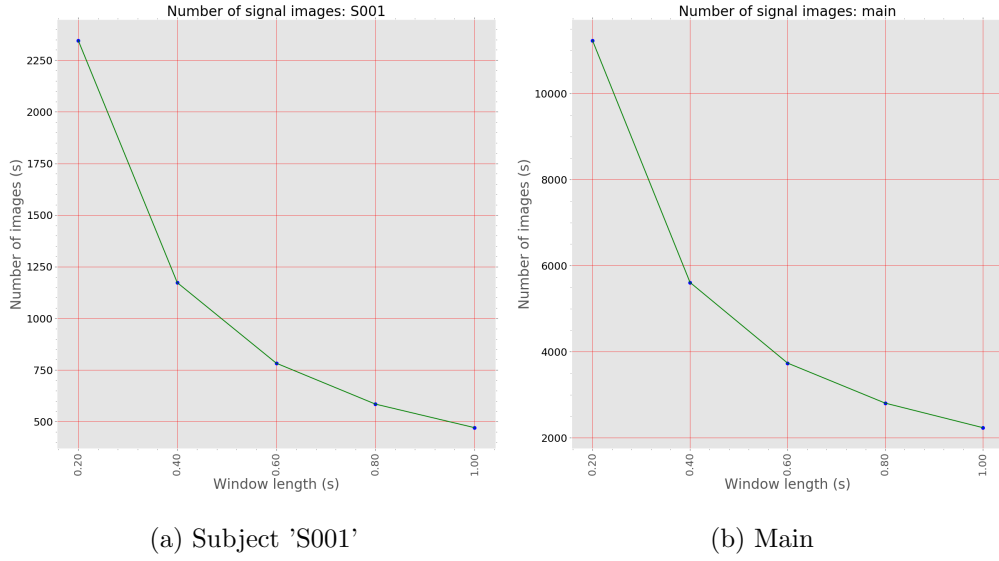 Number of signal images: S001
Number of images (s)
2250
2000
1750
1500
1250
1000
750
500
0.20
0.40
0.60
0.80
1.00
Window length (s)
(a) Subject 'S001'
Number of signal images: main
Number of images (s)
10000
8000
6000
4000
2000
0.20
0.40
0.60
0.80
1.00
Window length (s)
(b) Main